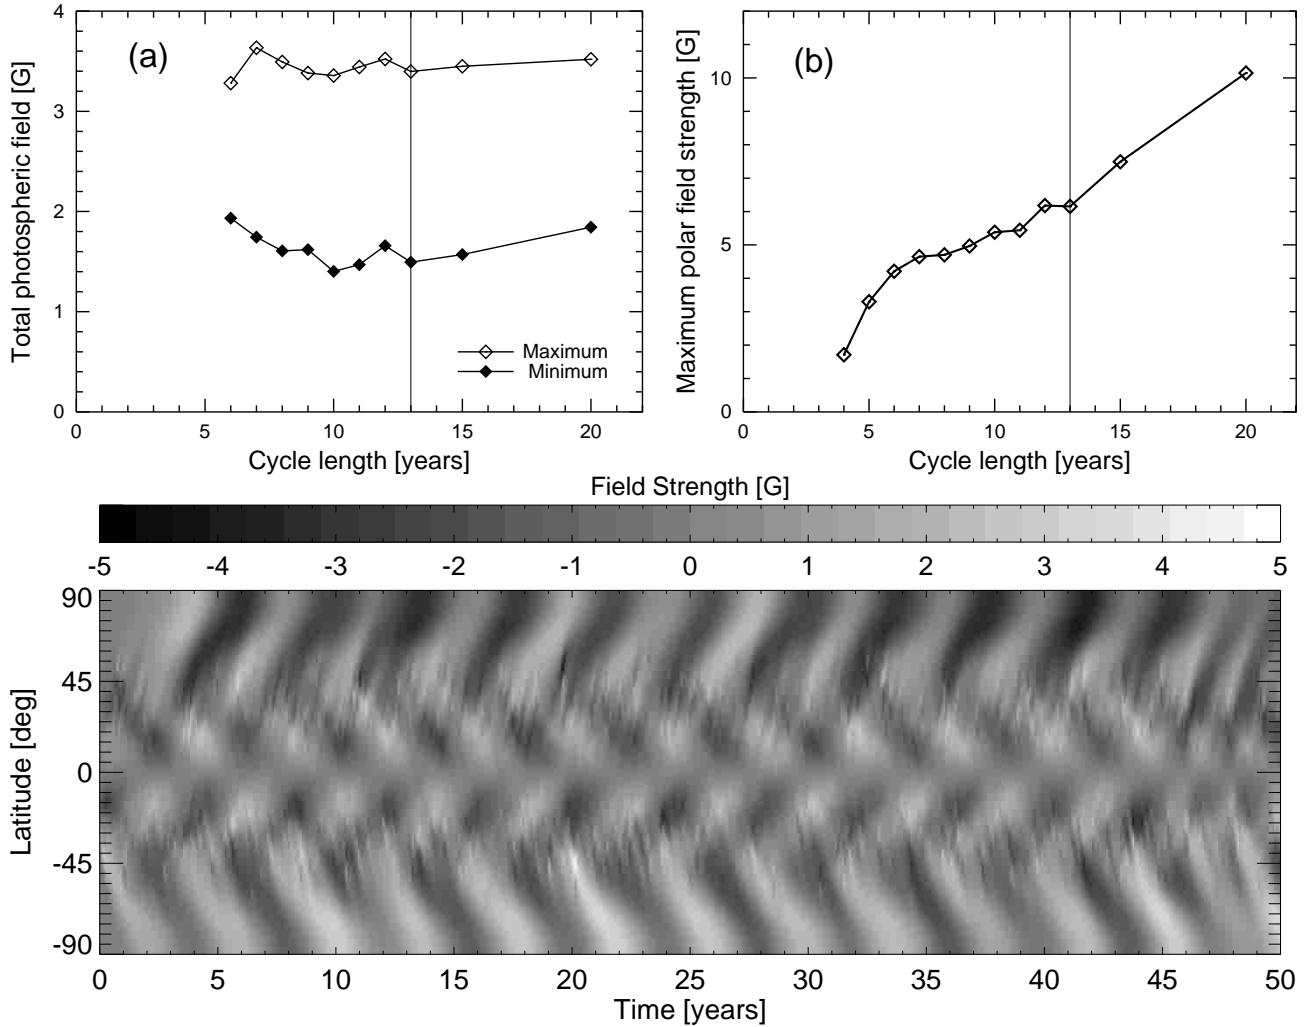 (a)
Total photospheric field [G]
4
3
2
1
0
Maximum
Minimum
0 5 10 15 20
Cycle length [years]
(b)
Maximum polar field strength [G]
10
5
0
0 5 10 15 20
Cycle length [years]
Field Strength [G]
-5 -4 -3 -2 -1 0 1 2 3 4 5
Latitude [deg]
90
45
0
-45
-90
0 5 10 15 20 25 30 35 40 45 50
Time [years]